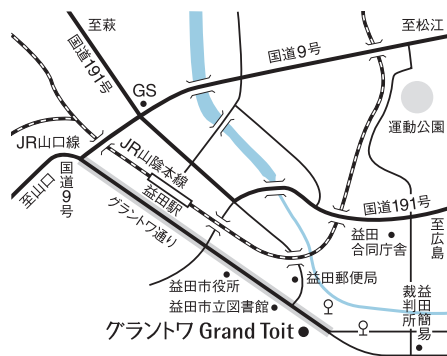 至萩
至松江
国道9号
国道191号
GS
運動公園
JR山口線
JR山陰本線
益田駅
至山口
国道9号
グラントワ通り
国道191号
至広島
益田
合同庁舎
益田市役所
益田郵便局
益田市立図書館
益田簡易
裁判所
グラントワ Grand Toit